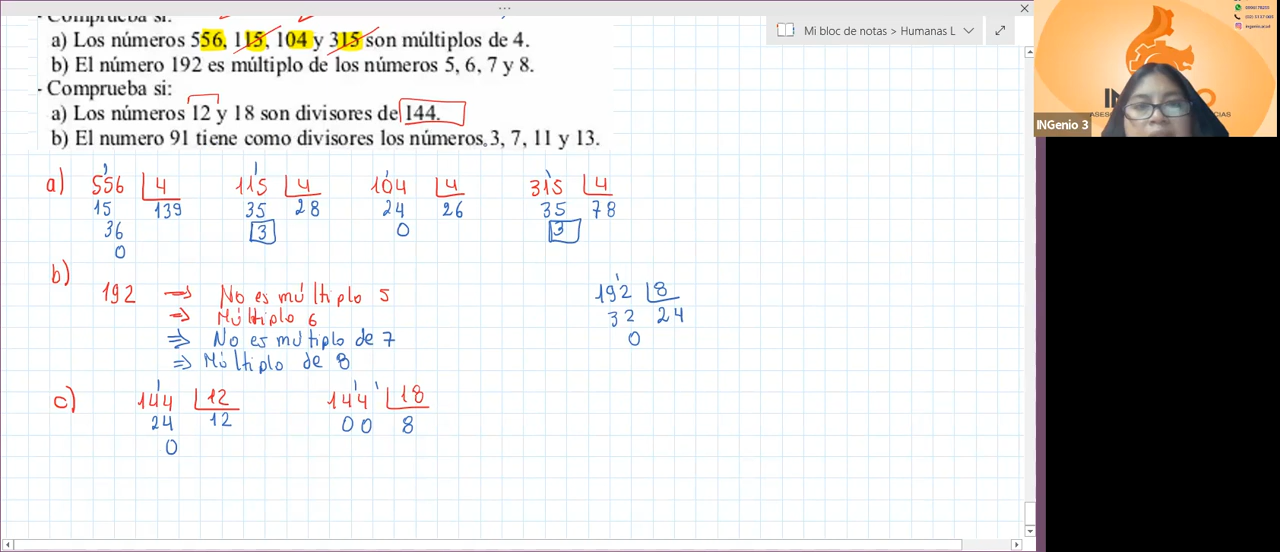 - Comprueba si:
a) Los números 556, 115, 104 y 315 son múltiplos de 4.
b) El número 192 es múltiplo de los números 5, 6, 7 y 8.
- Comprueba si:
a) Los números 12 y 18 son divisores de 144.
b) El numero 91 tiene como divisores los números 3, 7, 11 y 13.
Mi bloc de notas > Humanas L
INGenio 3
a) 556 4 115 4 104 4 315 4
15 139 35 28 24 26 35 78
36 3 0 3
0
b)
192 ⇒ No es múltiplo 5 192 8
⇒ Múltiplo 6 32 24
⇒ No es multiplo de 7 0
⇒ Múltiplo de 8
c) 144 12 144 18
24 12 00 8
0